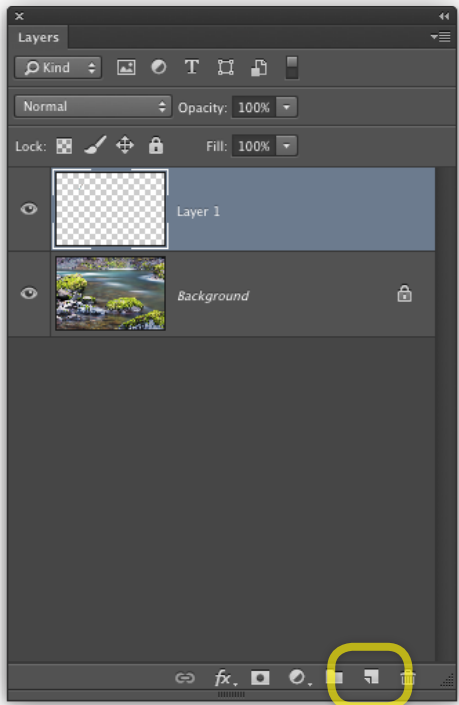 Layers
Kind T
Normal Opacity: 100%
Lock: Fill: 100%
Layer 1
Background
fx